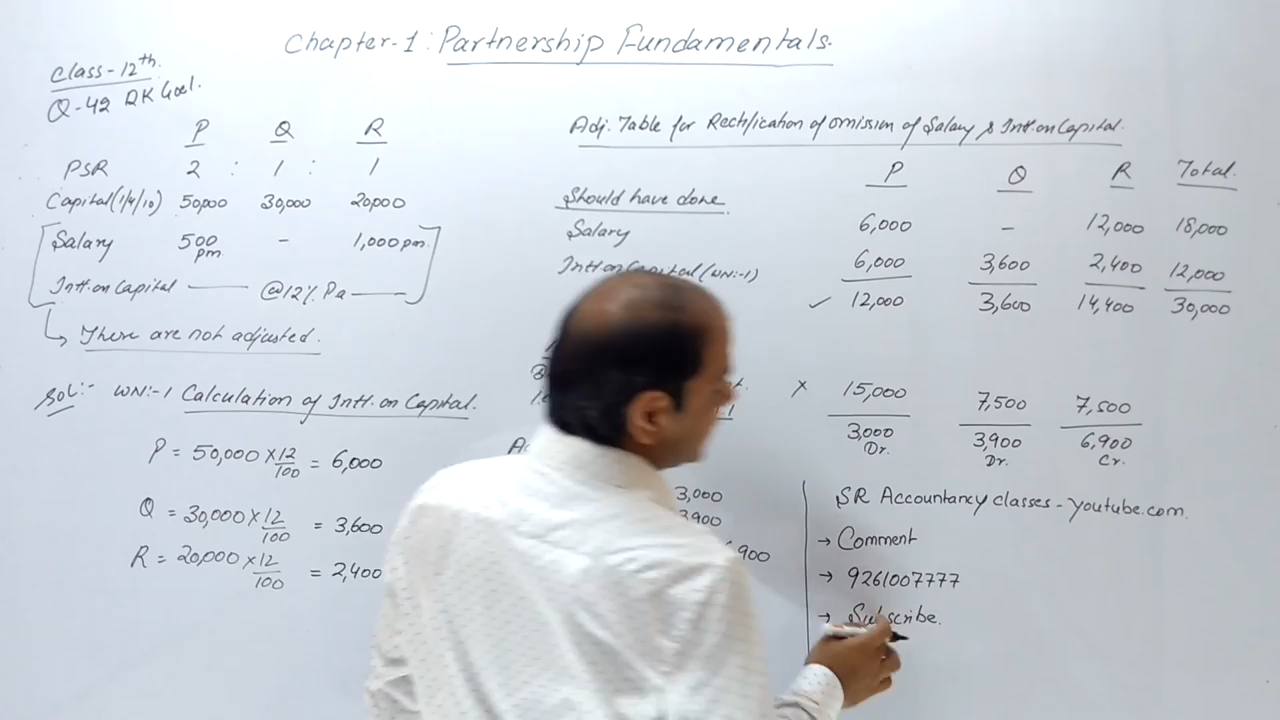 Chapter-1: Partnership Fundamentals.
Class-12th.
Q-42 DK Goel.
P Q R
PSR 2 : 1 : 1
Capital (1/4/10) 50,000 30,000 20,000
Salary 500 pm. - 1,000 pm.
Intt. on Capital —— @12% Pa ——
↳ There are not adjusted.
Sol:- WN:-1 Calculation of Intt. on Capital.
P = 50,000 × 12/100 = 6,000
Q = 30,000 × 12/100 = 3,600
R = 20,000 × 12/100 = 2,400
Adj. Table for Rectification of omission of Salary & Intt. on Capital.
P Q R Total.
Should have done
Salary 6,000 - 12,000 18,000
Intt. on Capital (WN:-1) 6,000 3,600 2,400 12,000
✓ 12,000 3,600 14,400 30,000
× 15,000 7,500 7,500
3,000 Dr. 3,900 Dr. 6,900 Cr.
3,000
3900
6,900
SR Accountancy classes - youtube.com.
→ Comment
→ 9261007777
→ Subscribe.